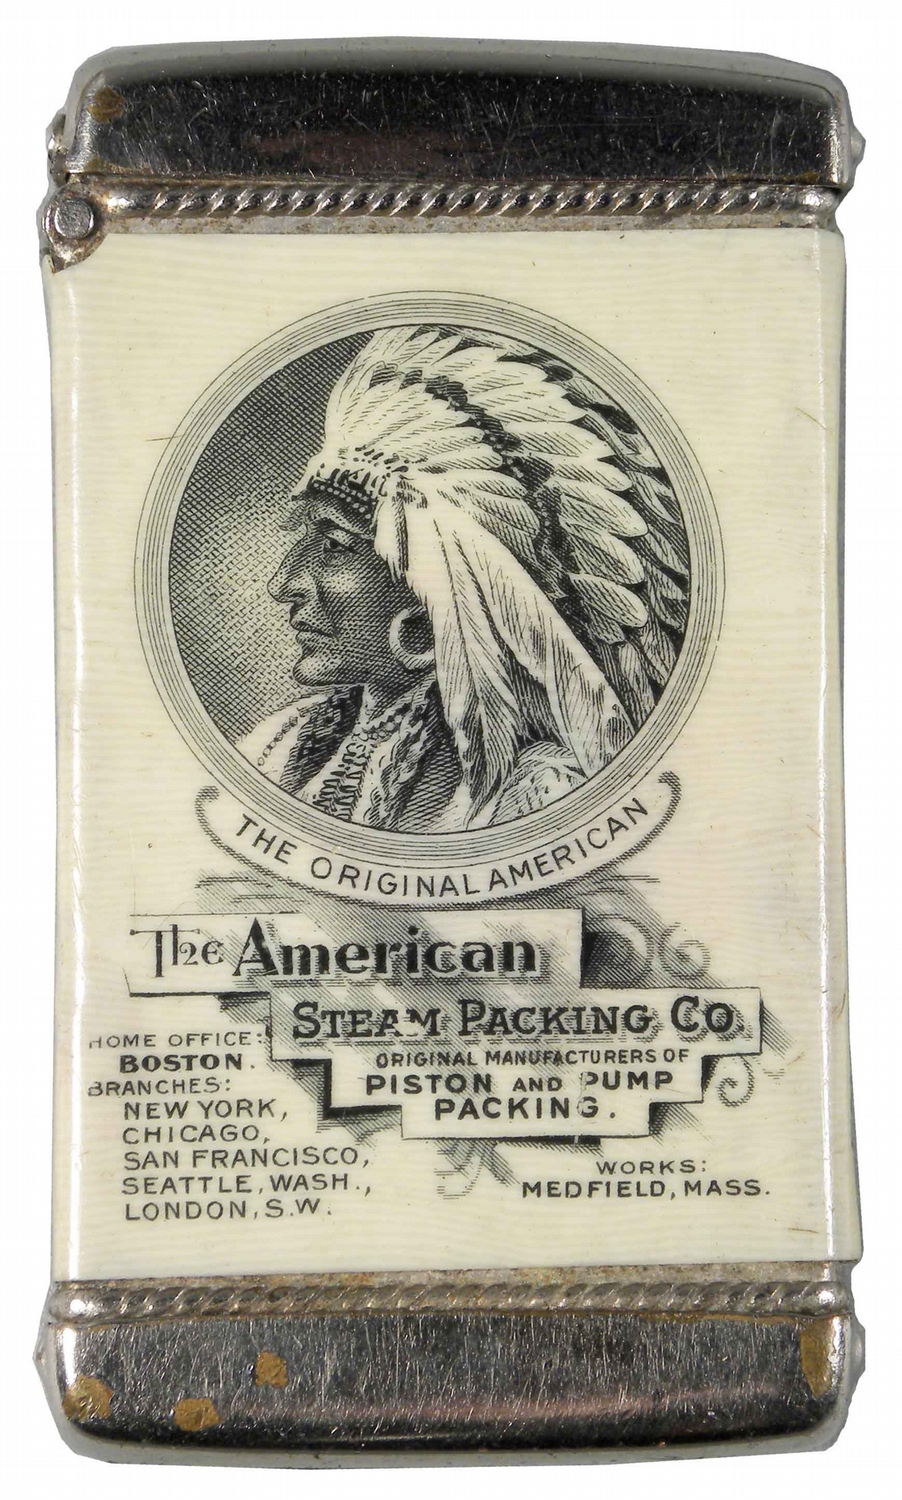 THE ORIGINAL AMERICAN
The American
STEAM PACKING CO.
ORIGINAL MANUFACTURERS OF
PISTON AND PUMP
PACKING.
HOME OFFICE:
BOSTON.
BRANCHES:
NEW YORK,
CHICAGO,
SAN FRANCISCO,
SEATTLE, WASH.,
LONDON, S.W.
WORKS:
MEDFIELD, MASS.